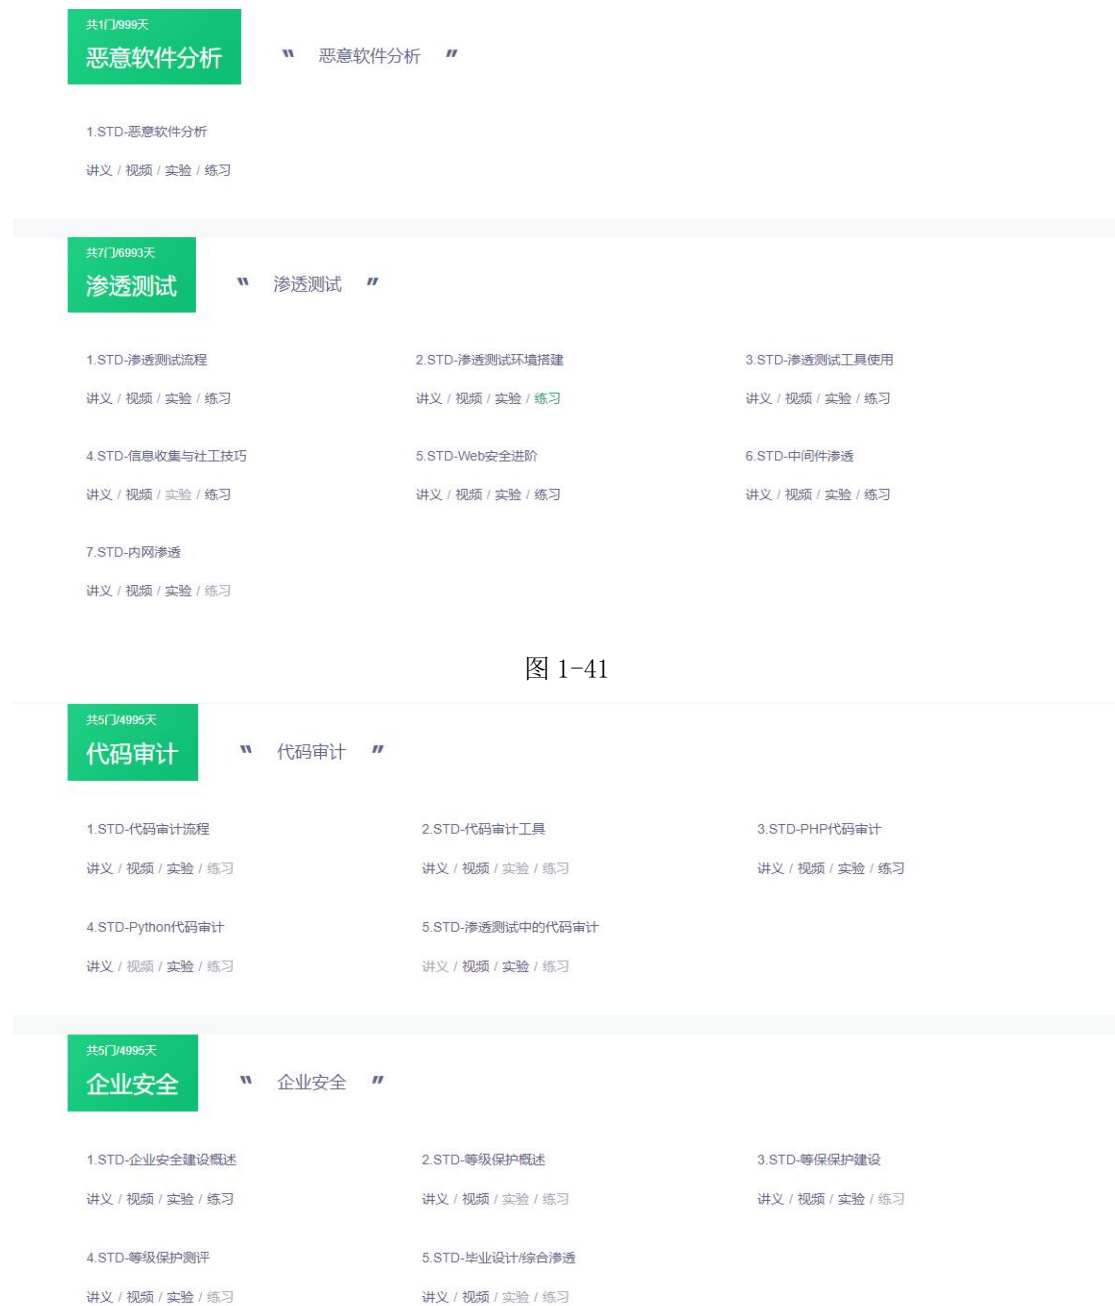 共1门/999天
恶意软件分析
" 恶意软件分析 "
1.STD-恶意软件分析
讲义 / 视频 / 实验 / 练习
共7门/6993天
渗透测试
" 渗透测试 "
1.STD-渗透测试流程 2.STD-渗透测试环境搭建 3.STD-渗透测试工具使用
讲义 / 视频 / 实验 / 练习 讲义 / 视频 / 实验 / 练习 讲义 / 视频 / 实验 / 练习
4.STD-信息收集与社工技巧 5.STD-Web安全进阶 6.STD-中间件渗透
讲义 / 视频 / 实验 / 练习 讲义 / 视频 / 实验 / 练习 讲义 / 视频 / 实验 / 练习
7.STD-内网渗透
讲义 / 视频 / 实验 / 练习
图 1-41
共5门/4995天
代码审计
" 代码审计 "
1.STD-代码审计流程 2.STD-代码审计工具 3.STD-PHP代码审计
讲义 / 视频 / 实验 / 练习 讲义 / 视频 / 实验 / 练习 讲义 / 视频 / 实验 / 练习
4.STD-Python代码审计 5.STD-渗透测试中的代码审计
讲义 / 视频 / 实验 / 练习 讲义 / 视频 / 实验 / 练习
共5门/4995天
企业安全
" 企业安全 "
1.STD-企业安全建设概述 2.STD-等级保护概述 3.STD-等保保护建设
讲义 / 视频 / 实验 / 练习 讲义 / 视频 / 实验 / 练习 讲义 / 视频 / 实验 / 练习
4.STD-等级保护测评 5.STD-毕业设计/综合渗透
讲义 / 视频 / 实验 / 练习 讲义 / 视频 / 实验 / 练习